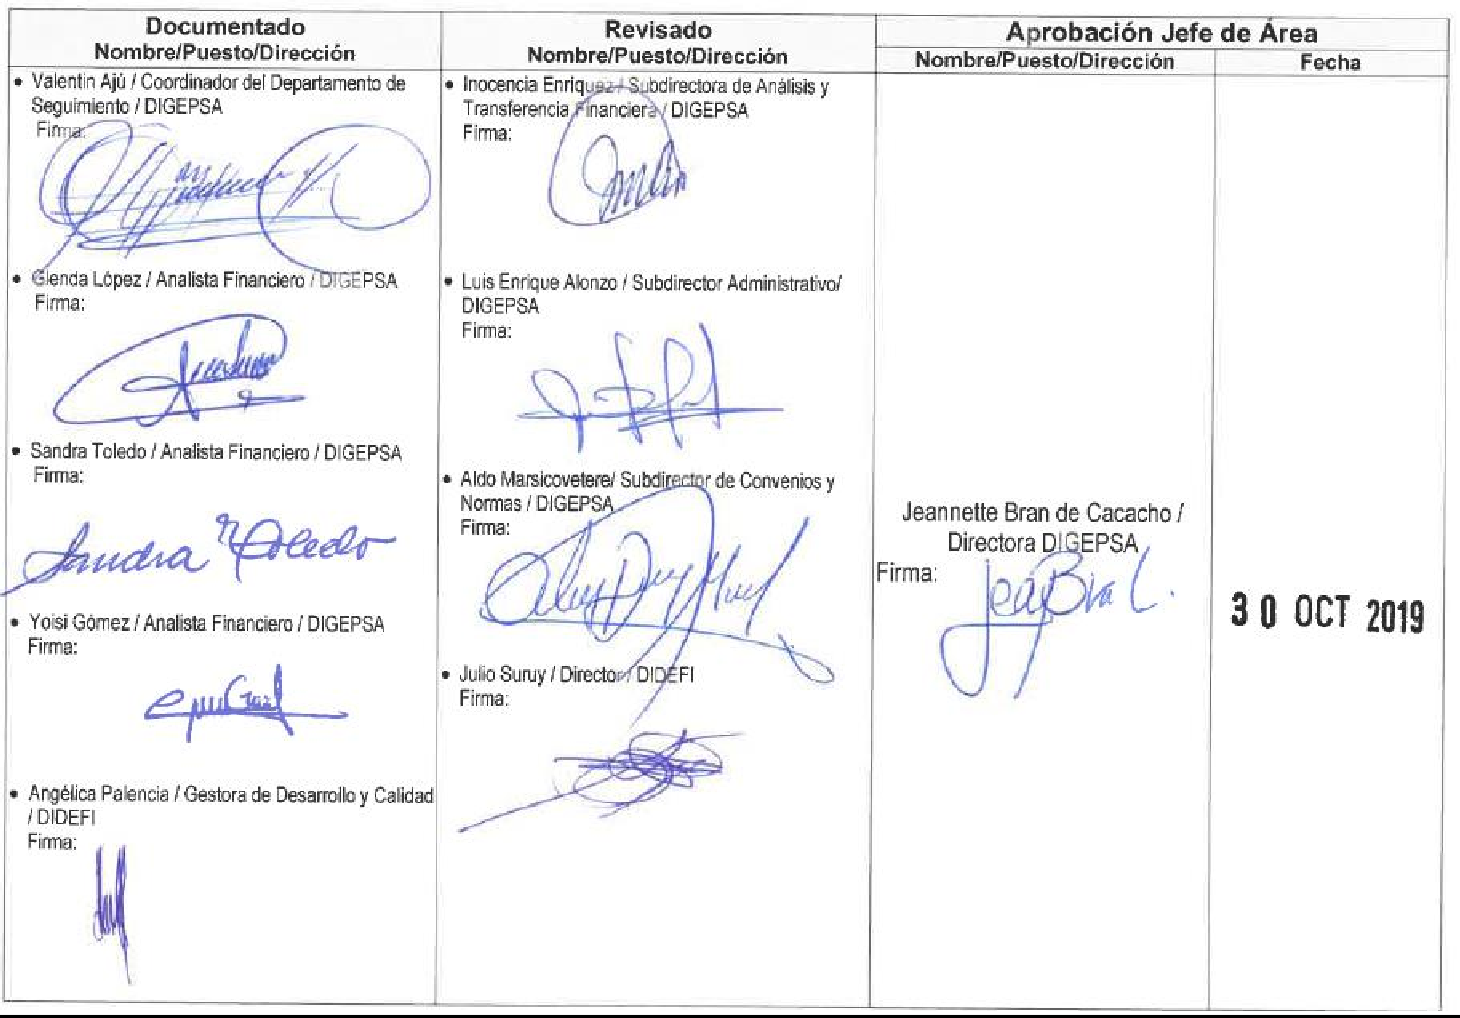 Documentado
Nombre/Puesto/Dirección
• Valentin Ajú / Coordinador del Departamento de
Seguimiento / DIGEPSA
Firma:
• Glenda López / Analista Financiero / DIGEPSA
Firma:
• Sandra Toledo / Analista Financiero / DIGEPSA
Firma:
Sandra Toledo
• Yoisi Gómez / Analista Financiero / DIGEPSA
Firma:
• Angélica Palencia / Gestora de Desarrollo y Calidad
/ DIDEFI
Firma:
Revisado
Nombre/Puesto/Dirección
• Inocencia Enriquez / Subdirectora de Análisis y
Transferencia Financiera / DIGEPSA
Firma:
• Luis Enrique Alonzo / Subdirector Administrativo/
DIGEPSA
Firma:
• Aldo Marsicovetere/ Subdirector de Convenios y
Normas / DIGEPSA
Firma:
• Julio Suruy / Director / DIDEFI
Firma:
Aprobación Jefe de Área
Nombre/Puesto/Dirección
Jeannette Bran de Cacacho /
Directora DIGEPSA
Firma:
Fecha
30 OCT 2019